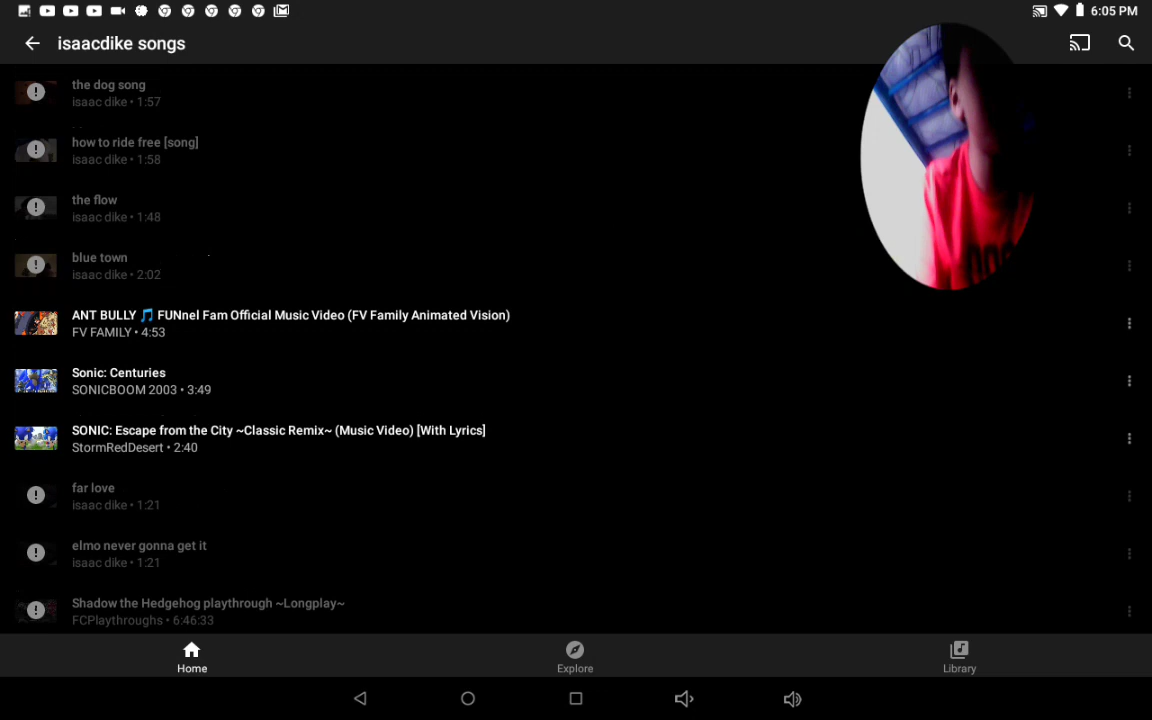 6:05 PM
isaacdike songs
the dog song
isaac dike • 1:57
how to ride free [song]
isaac dike • 1:58
the flow
isaac dike • 1:48
blue town
isaac dike • 2:02
ANT BULLY 🎵 FUNnel Fam Official Music Video (FV Family Animated Vision)
FV FAMILY • 4:53
Sonic: Centuries
SONICBOOM 2003 • 3:49
SONIC: Escape from the City ~Classic Remix~ (Music Video) [With Lyrics]
StormRedDesert • 2:40
far love
isaac dike • 1:21
elmo never gonna get it
isaac dike • 1:21
Shadow the Hedgehog playthrough ~Longplay~
FCPlaythroughs • 6:46:33
Home
Explore
Library